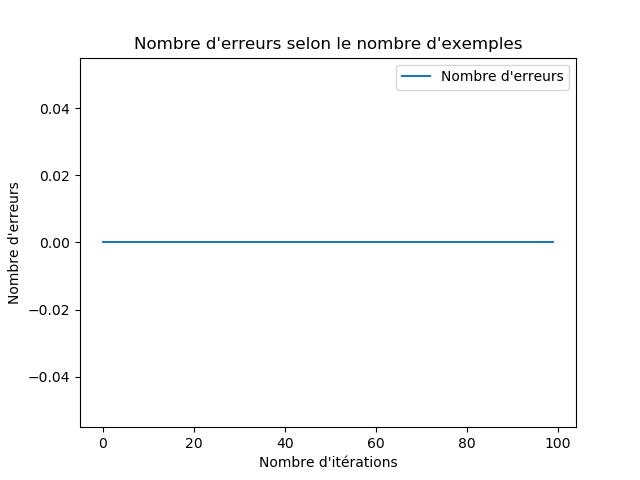 Nombre d'erreurs selon le nombre d'exemples
Nombre d'erreurs
0.04
0.02
0.00
−0.02
−0.04
Nombre d'erreurs
0 20 40 60 80 100
Nombre d'itérations